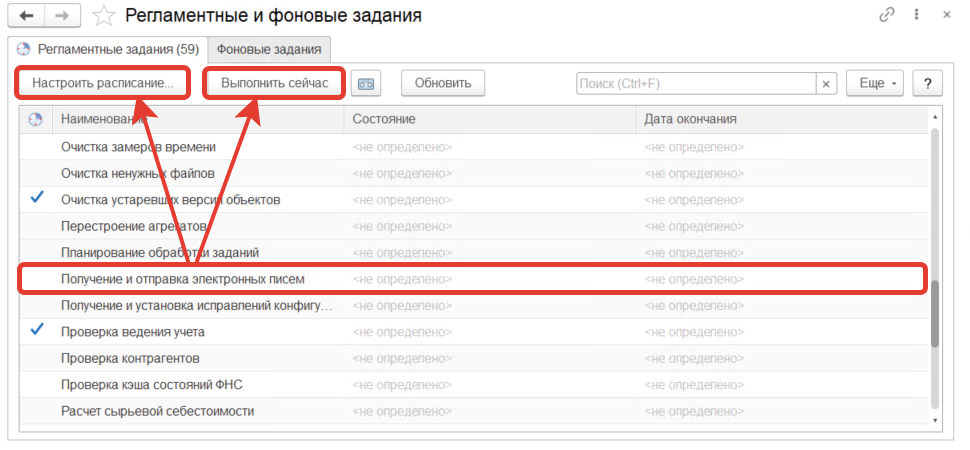 Регламентные и фоновые задания
Регламентные задания (59) Фоновые задания
Настроить расписание... Выполнить сейчас Обновить Поиск (Ctrl+F) × Еще ?
Наименование Состояние Дата окончания
Очистка замеров времени <не определено> <не определено>
Очистка ненужных файлов <не определено> <не определено>
Очистка устаревших версий объектов <не определено> <не определено>
Перестроение агрегатов <не определено> <не определено>
Планирование обработки заданий <не определено> <не определено>
Получение и отправка электронных писем <не определено> <не определено>
Получение и установка исправлений конфигу... <не определено> <не определено>
Проверка ведения учета <не определено> <не определено>
Проверка контрагентов <не определено> <не определено>
Проверка кэша состояний ФНС <не определено> <не определено>
Расчет сырьевой себестоимости <не определено> <не определено>